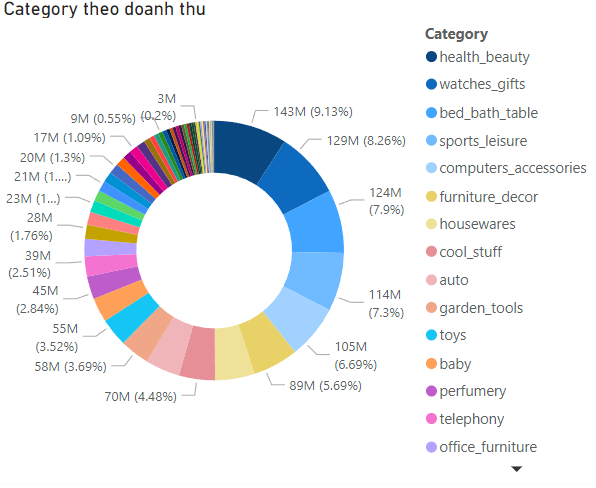 Category theo doanh thu
3M
(0.2%)
9M (0.55%)
17M (1.09%)
20M (1.3%)
21M (1....)
23M (1...)
28M
(1.76%)
39M
(2.51%)
45M
(2.84%)
55M
(3.52%)
58M (3.69%)
70M (4.48%)
89M (5.69%)
105M
(6.69%)
114M
(7.3%)
124M
(7.9%)
129M (8.26%)
143M (9.13%)
Category
health_beauty
watches_gifts
bed_bath_table
sports_leisure
computers_accessories
furniture_decor
housewares
cool_stuff
auto
garden_tools
toys
baby
perfumery
telephony
office_furniture